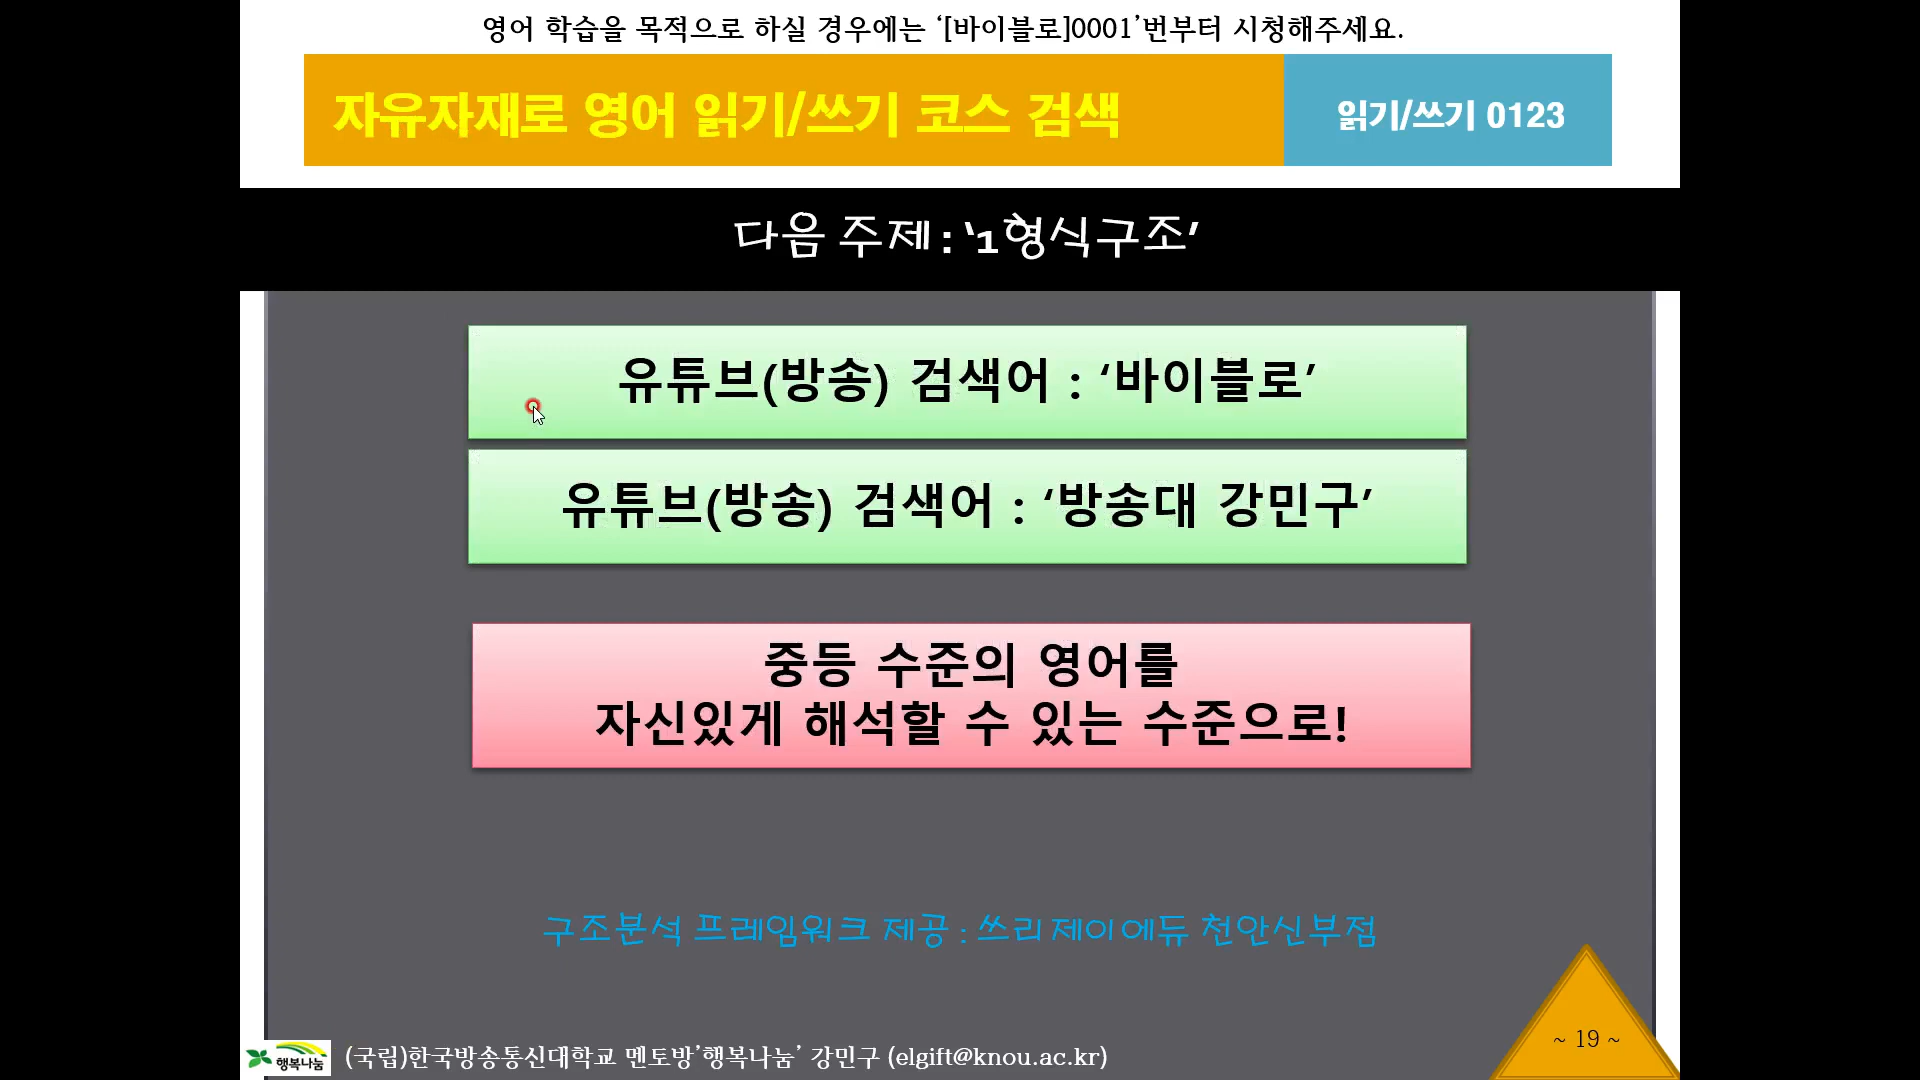 영어 학습을 목적으로 하실 경우에는 ‘[바이블로]0001’번부터 시청해주세요.
자유자재로 영어 읽기/쓰기 코스 검색
읽기/쓰기 0123
다음 주제 : ‘1형식구조’
유튜브(방송) 검색어 : ‘바이블로’
유튜브(방송) 검색어 : ‘방송대 강민구’
중등 수준의 영어를
자신있게 해석할 수 있는 수준으로!
구조분석 프레임워크 제공 : 쓰리제이에듀 천안신부점
~ 19 ~
행복나눔
(국립)한국방송통신대학교 멘토방’행복나눔’ 강민구 (elgift@knou.ac.kr)